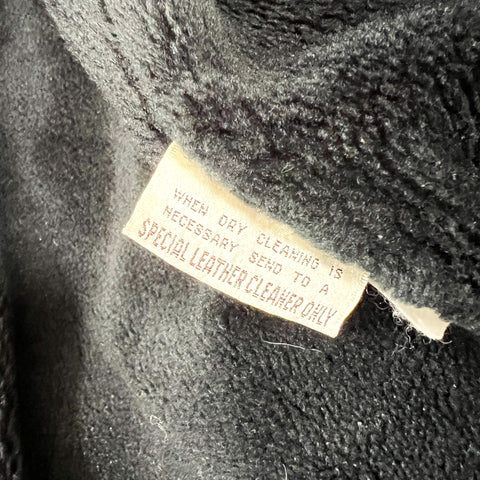 WHEN DRY CLEANING IS
NECESSARY SEND TO A
SPECIAL LEATHER CLEANER ONLY